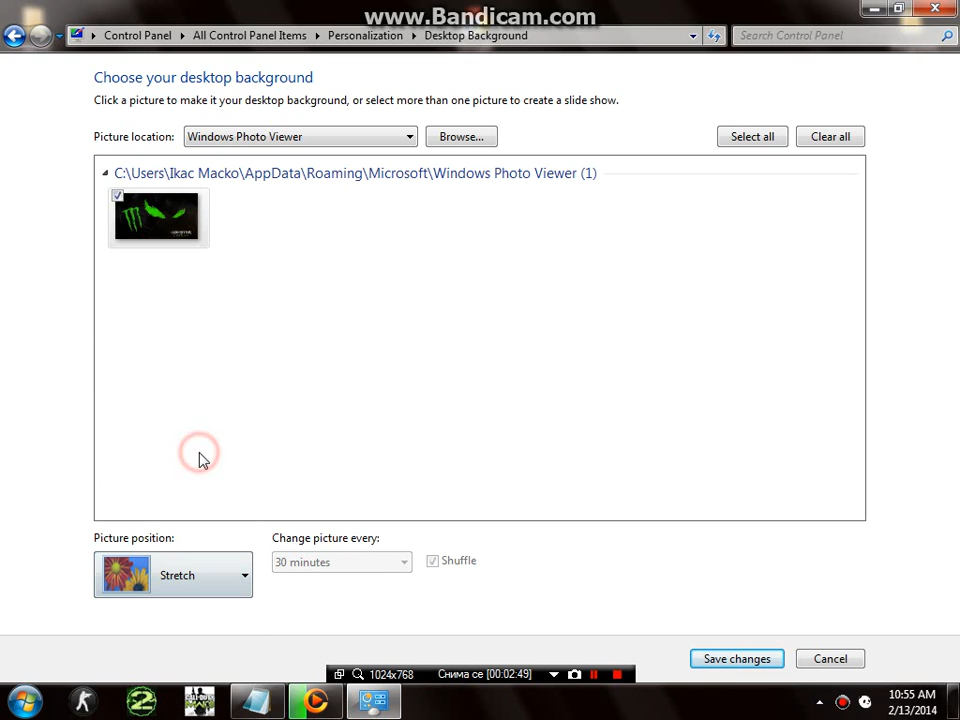 www.Bandicam.com
Control Panel
All Control Panel Items
Personalization
Desktop Background
Search Control Panel
Choose your desktop background
Click a picture to make it your desktop background, or select more than one picture to create a slide show.
Picture location:
Windows Photo Viewer
Browse...
Select all
Clear all
C:\Users\Ikac Macko\AppData\Roaming\Microsoft\Windows Photo Viewer (1)
Picture position:
Change picture every:
Stretch
30 minutes
Shuffle
Save changes
Cancel
1024x768
Снима се [00:02:49]
10:55 AM
2/13/2014